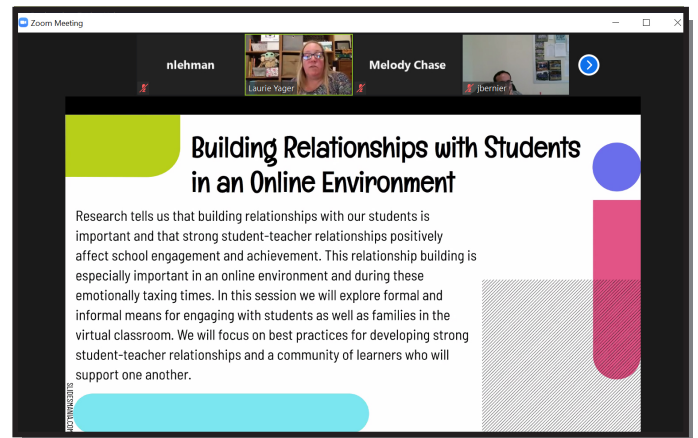 Zoom Meeting
nlehman
Laurie Yager
Melody Chase
jbernier
Building Relationships with Students
in an Online Environment
Research tells us that building relationships with our students is
important and that strong student-teacher relationships positively
affect school engagement and achievement. This relationship building is
especially important in an online environment and during these
emotionally taxing times. In this session we will explore formal and
informal means for engaging with students as well as families in the
virtual classroom. We will focus on best practices for developing strong
student-teacher relationships and a community of learners who will
support one another.
SLIDESMANIA.COM